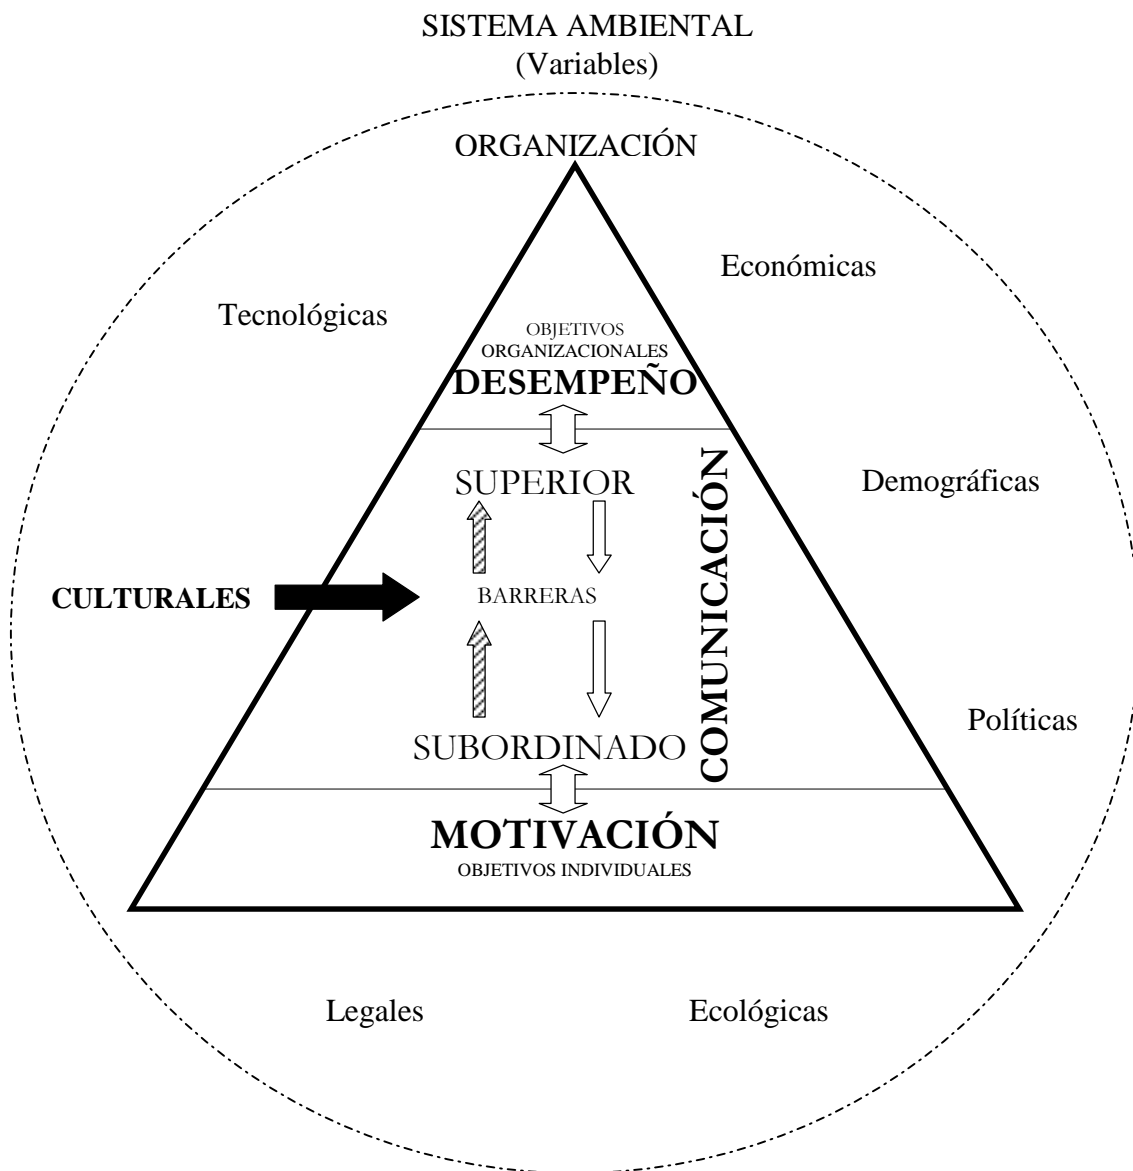 SISTEMA AMBIENTAL
(Variables)
ORGANIZACIÓN
Económicas
Tecnológicas
OBJETIVOS
ORGANIZACIONALES
DESEMPEÑO
SUPERIOR
COMUNICACIÓN
Demográficas
CULTURALES
BARRERAS
Políticas
SUBORDINADO
MOTIVACIÓN
OBJETIVOS INDIVIDUALES
Legales
Ecológicas